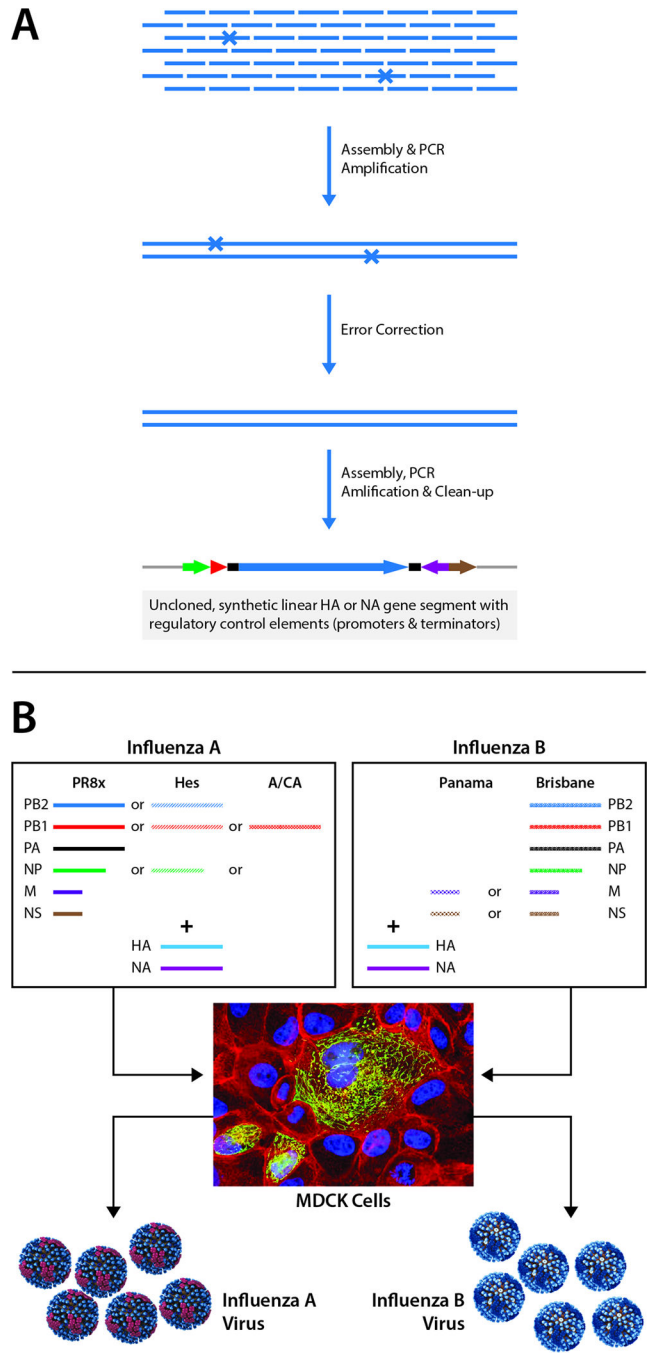 A
Assembly & PCR
Amplification
Error Correction
Assembly, PCR
Amlification & Clean-up
Uncloned, synthetic linear HA or NA gene segment with
regulatory control elements (promoters & terminators)
B
Influenza A
PR8x Hes A/CA
PB2 or
PB1 or or
PA
NP or or
M
NS
+
HA
NA
Influenza B
Panama Brisbane
PB2
PB1
PA
NP
or M
or NS
+
HA
NA
MDCK Cells
Influenza A
Virus
Influenza B
Virus